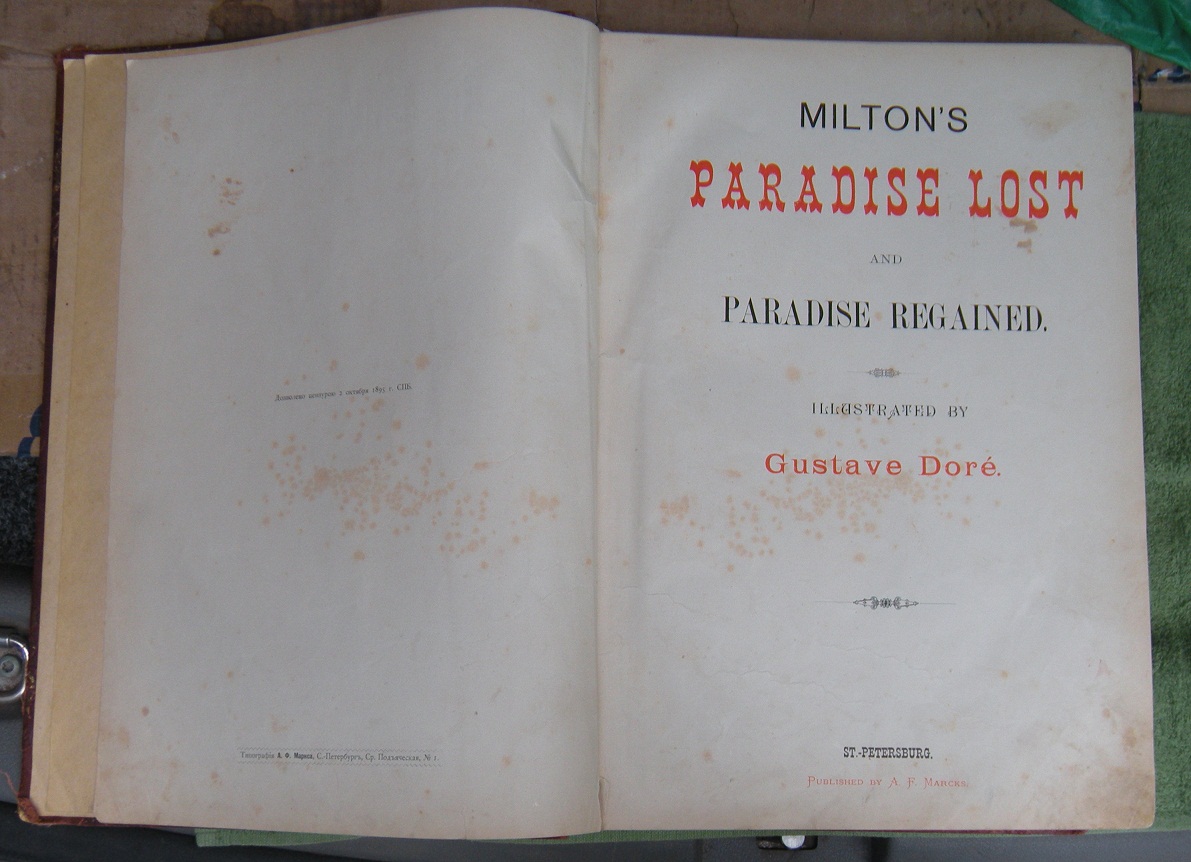 Дозволено цензурою 2 октября 1895 г. СПБ.
Типографія А. Ф. Маркса, С.-Петербургъ, Ср. Подъяческая, № 1.
MILTON'S
PARADISE LOST
AND
PARADISE REGAINED.
ILLUSTRATED BY
Gustave Doré.
ST.-PETERSBURG.
PUBLISHED BY A. F. MARCKS.